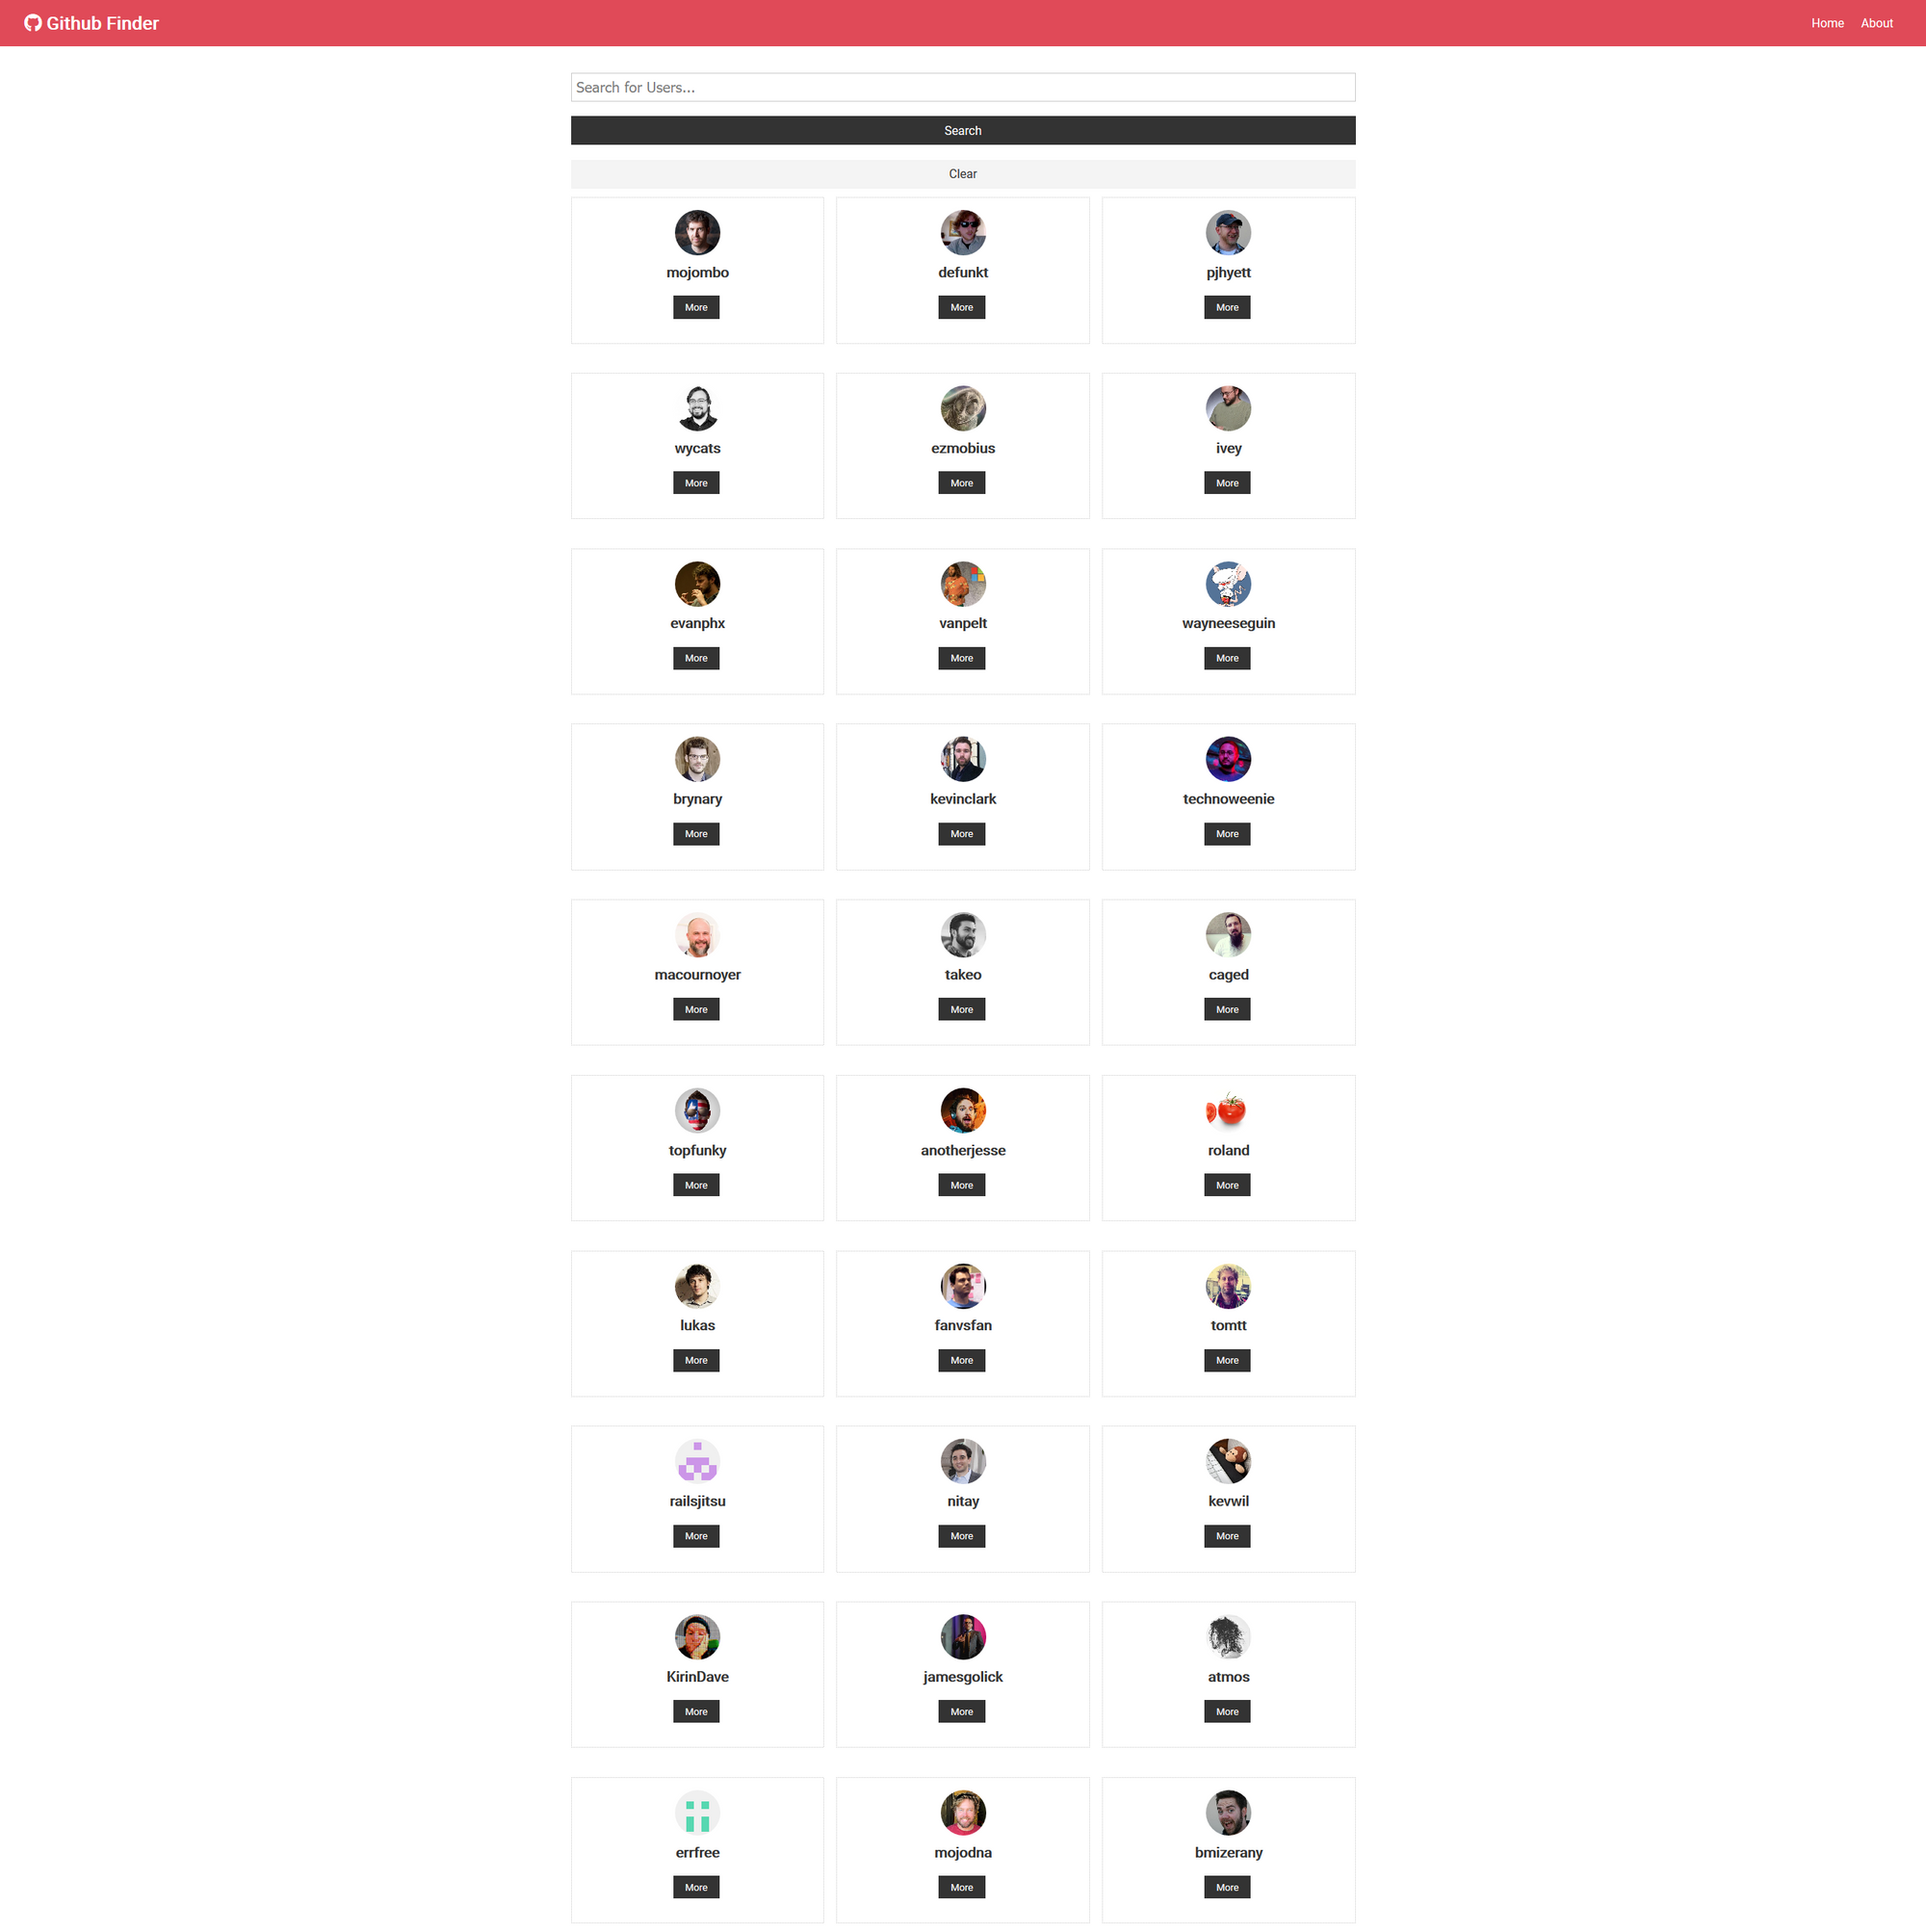 Github Finder Home About
Search for Users...
Search
Clear
mojombo defunkt pjhyett
More More More
wycats ezmobius ivey
More More More
evanphx vanpelt wayneeseguin
More More More
brynary kevinclark technoweenie
More More More
macournoyer takeo caged
More More More
topfunky anotherjesse roland
More More More
lukas fanvsfan tomtt
More More More
railsjitsu nitay kevwil
More More More
KirinDave jamesgolick atmos
More More More
errfree mojodna bmizerany
More More More